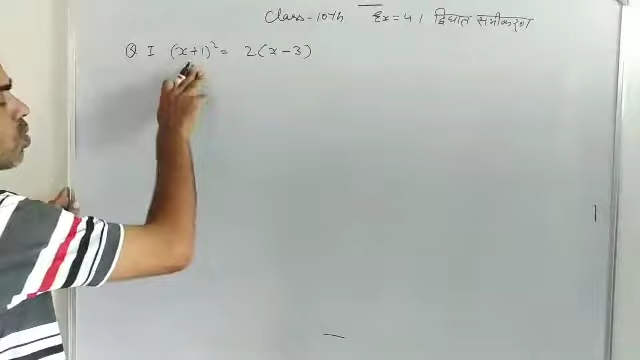 Class-10th Ex=4.1 द्विघात समीकरण
Q I (x+1)² = 2(x-3)